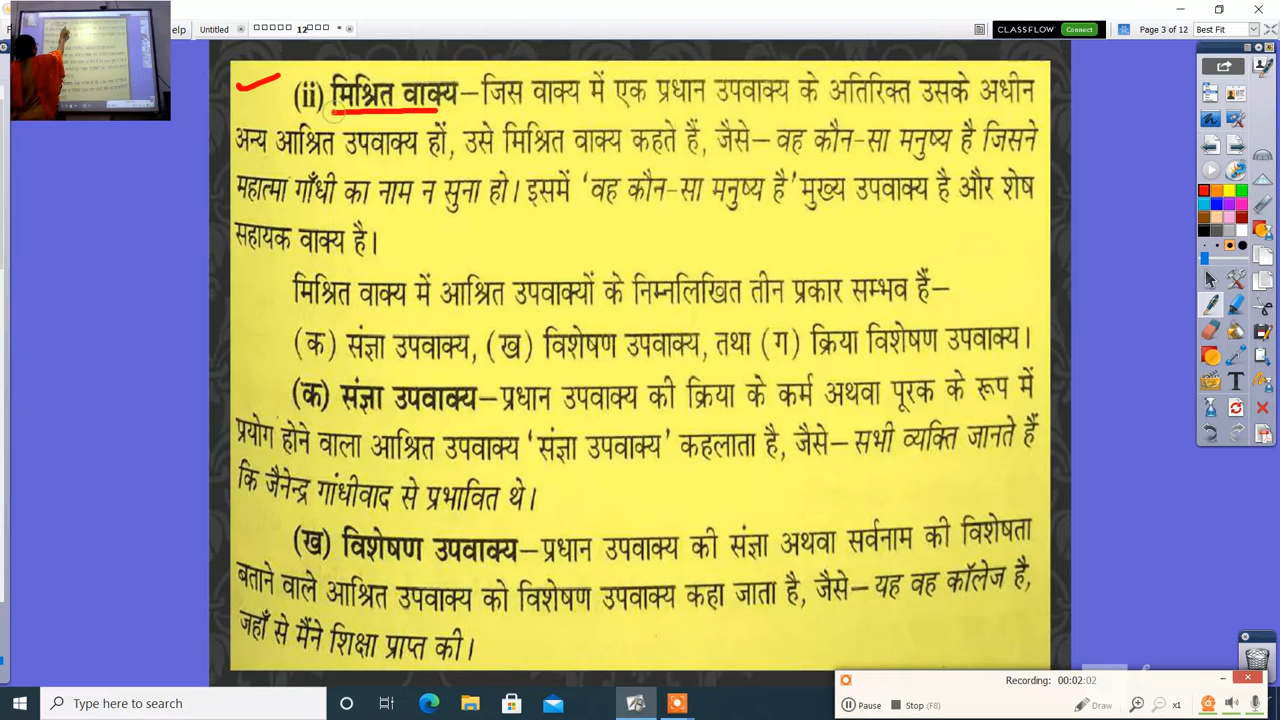 help
Untitled
12
*
CLASSFLOW
Connect
Page 3 of 12
Best Fit
(ii) मिश्रित वाक्य–जिस वाक्य में एक प्रधान उपवाक्य के अतिरिक्त उसके अधीन
अन्य आश्रित उपवाक्य हों, उसे मिश्रित वाक्य कहते हैं, जैसे– वह कौन-सा मनुष्य है जिसने
महात्मा गाँधी का नाम न सुना हो। इसमें ‘वह कौन-सा मनुष्य है’ मुख्य उपवाक्य है और शेष
सहायक वाक्य है।
मिश्रित वाक्य में आश्रित उपवाक्यों के निम्नलिखित तीन प्रकार सम्भव हैं–
(क) संज्ञा उपवाक्य, (ख) विशेषण उपवाक्य, तथा (ग) क्रिया विशेषण उपवाक्य।
(क) संज्ञा उपवाक्य–प्रधान उपवाक्य की क्रिया के कर्म अथवा पूरक के रूप में
प्रयोग होने वाला आश्रित उपवाक्य ‘संज्ञा उपवाक्य’ कहलाता है, जैसे– सभी व्यक्ति जानते हैं
कि जैनेन्द्र गांधीवाद से प्रभावित थे।
(ख) विशेषण उपवाक्य–प्रधान उपवाक्य की संज्ञा अथवा सर्वनाम की विशेषता
बताने वाले आश्रित उपवाक्य को विशेषण उपवाक्य कहा जाता है, जैसे– यह वह कॉलेज है,
जहाँ से मैंने शिक्षा प्राप्त की।
Recording: 00:02:02
Pause
Stop (F8)
Draw
x1
Type here to search